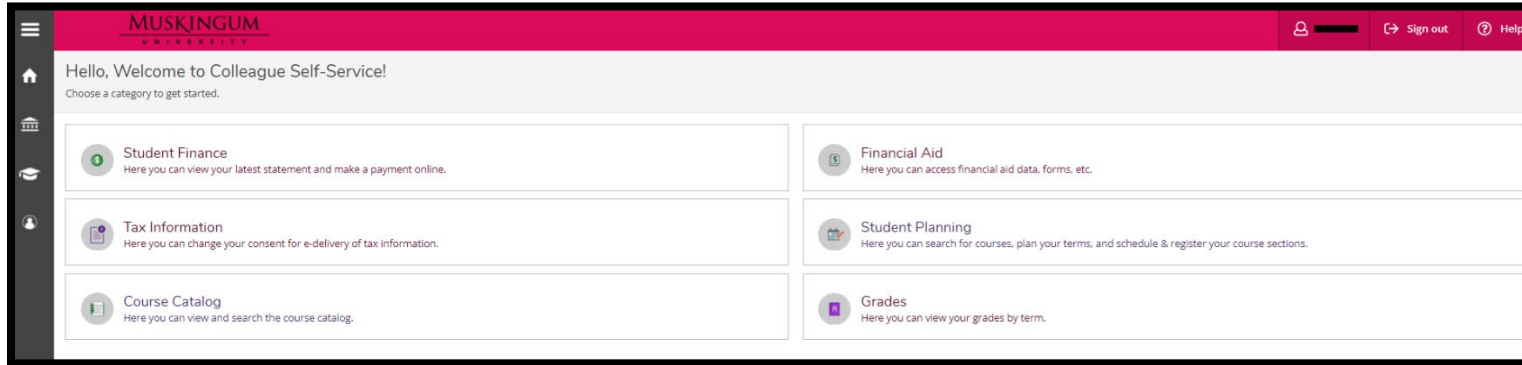 MUSKINGUM
UNIVERSITY
Sign out
Help
Hello, Welcome to Colleague Self-Service!
Choose a category to get started.
Student Finance
Here you can view your latest statement and make a payment online.
Financial Aid
Here you can access financial aid data, forms, etc.
Tax Information
Here you can change your consent for e-delivery of tax information.
Student Planning
Here you can search for courses, plan your terms, and schedule & register your course sections.
Course Catalog
Here you can view and search the course catalog.
Grades
Here you can view your grades by term.